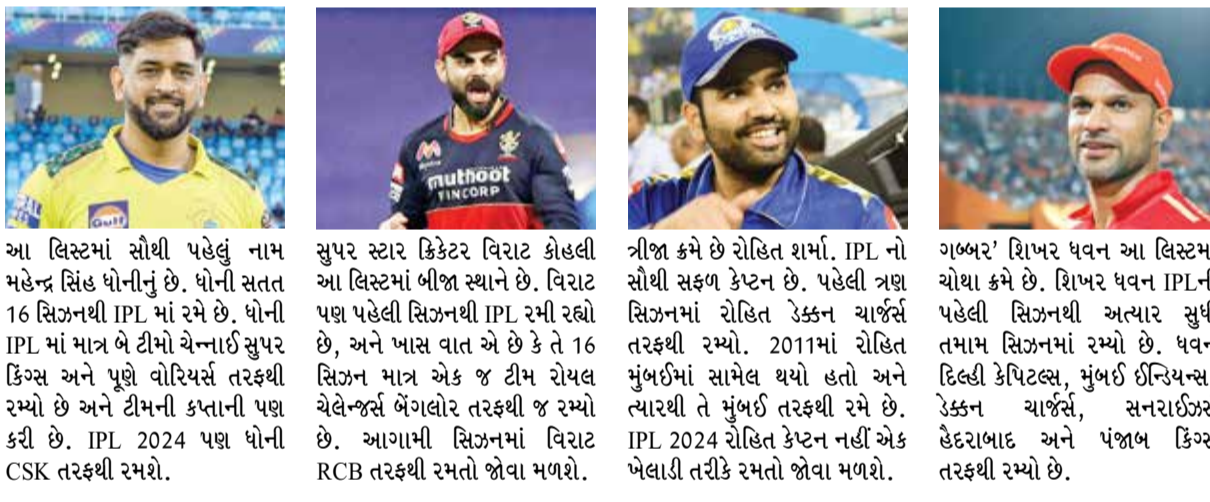 Gulf
muthoot
FINCORP
આ લિસ્ટમાં સૌથી પહેલું નામ
મહેન્દ્ર સિંહ ધોનીનું છે. ધોની સતત
16 સિઝનથી IPL માં રમે છે. ધોની
IPL માં માત્ર બે ટીમો ચેન્નાઈ સુપર
કિંગ્સ અને પૂણે વોરિયર્સ તરફથી
રમ્યો છે અને ટીમની કપ્તાની પણ
કરી છે. IPL 2024 પણ ધોની
CSK તરફથી રમશે.
સુપર સ્ટાર ક્રિકેટર વિરાટ કોહલી
આ લિસ્ટમાં બીજા સ્થાને છે. વિરાટ
પણ પહેલી સિઝનથી IPL રમી રહ્યો
છે, અને ખાસ વાત એ છે કે તે 16
સિઝન માત્ર એક જ ટીમ રોયલ
ચેલેન્જર્સ બેંગલોર તરફથી જ રમ્યો
છે. આગામી સિઝનમાં વિરાટ
RCB તરફથી રમતો જોવા મળશે.
ત્રીજા ક્રમે છે રોહિત શર્મા. IPL નો
સૌથી સફળ કેપ્ટન છે. પહેલી ત્રણ
સિઝનમાં રોહિત ડેક્કન ચાર્જર્સ
તરફથી રમ્યો. 2011માં રોહિત
મુંબઈમાં સામેલ થયો હતો અને
ત્યારથી તે મુંબઈ તરફથી રમે છે.
IPL 2024 રોહિત કેપ્ટન નહીં એક
ખેલાડી તરીકે રમતો જોવા મળશે.
ગબ્બર’ શિખર ધવન આ લિસ્ટમ
ચોથા ક્રમે છે. શિખર ધવન IPLની
પહેલી સિઝનથી અત્યાર સુધ
તમામ સિઝનમાં રમ્યો છે. ધવન
દિલ્હી કેપિટલ્સ, મુંબઈ ઈન્ડિયન્સ
ડેક્કન ચાર્જર્સ, સનરાઈઝર
હૈદરાબાદ અને પંજાબ કિંગ્સ
તરફથી રમ્યો છે.